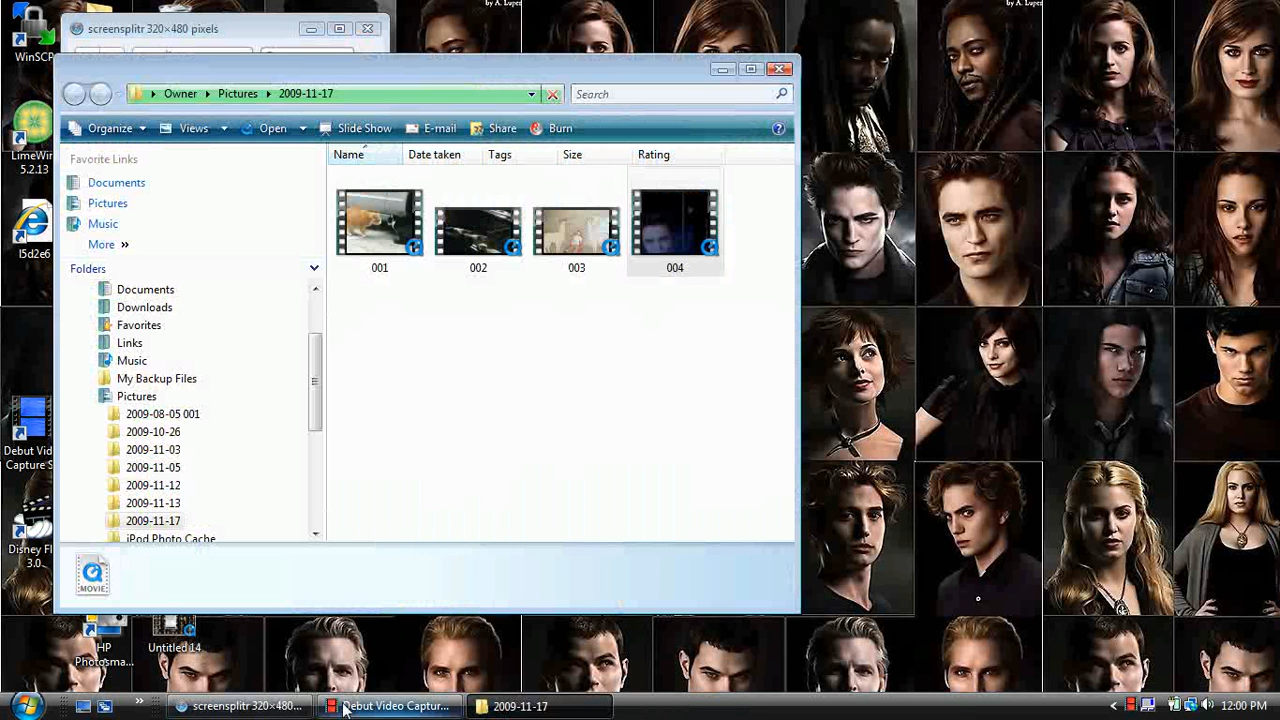 by A. Lupez
by A. Lupez
WinSCP
screensplitr 320×480 pixels
Owner
Pictures
2009-11-17
Search
Organize
Views
Open
Slide Show
E-mail
Share
Burn
Favorite Links
Name
Date taken
Tags
Size
Rating
LimeWir
5.2.13
Documents
Pictures
Music
More »
l5d2e6
001
002
003
004
Folders
Documents
Downloads
Favorites
Links
Music
My Backup Files
Pictures
2009-08-05 001
2009-10-26
2009-11-03
2009-11-05
2009-11-12
2009-11-13
2009-11-17
iPod Photo Cache
Debut Vid
Capture S
Disney Fl
3.0.
MOVIE
HP
Photosma...
Untitled 14
screensplitr 320×480...
Debut Video Captur...
2009-11-17
12:00 PM